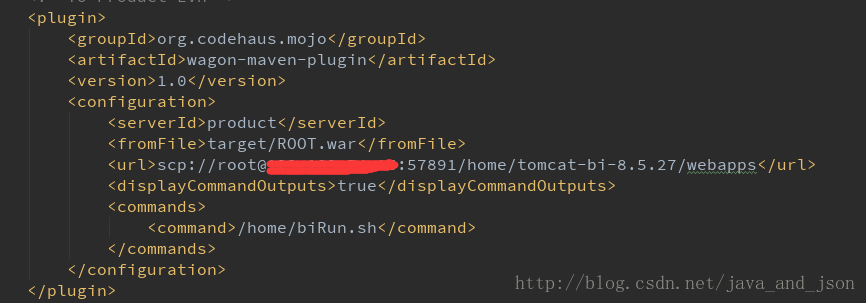 <plugin>
<groupId>org.codehaus.mojo</groupId>
<artifactId>wagon-maven-plugin</artifactId>
<version>1.0</version>
<configuration>
<serverId>product</serverId>
<fromFile>target/ROOT.war</fromFile>
<url>scp://root@:57891/home/tomcat-bi-8.5.27/webapps</url>
<displayCommandOutputs>true</displayCommandOutputs>
<commands>
<command>/home/biRun.sh</command>
</commands>
</configuration>
</plugin>
http://blog.csdn.net/java_and_json